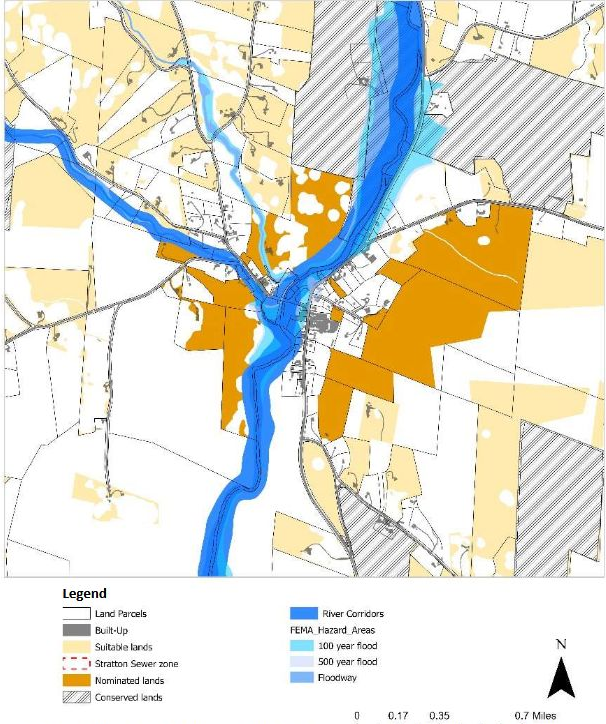 Legend
Land Parcels
Built-Up
Suitable lands
Stratton Sewer zone
Nominated lands
Conserved lands
River Corridors
FEMA_Hazard_Areas
100 year flood
500 year flood
Floodway
N
0 0.17 0.35 0.7 Miles